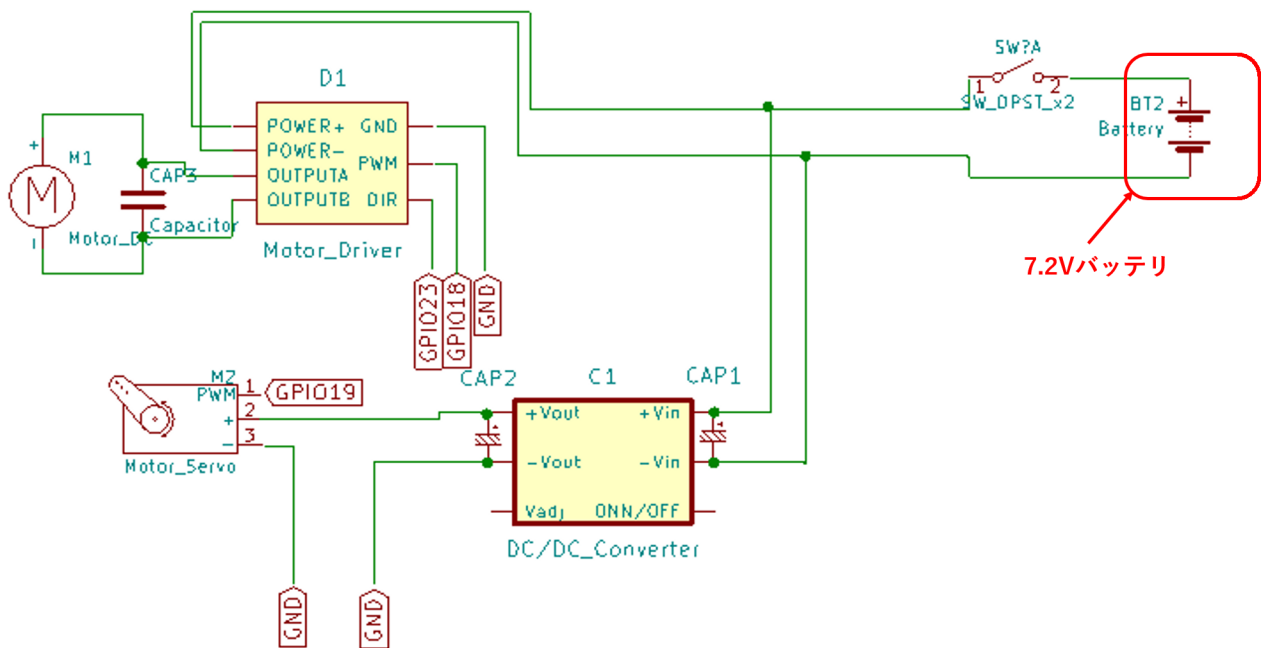 SW?A
1 2
SW_DPST_x2
BT2
+
Battery
7.2Vバッテリ
D1
POWER+ GND
POWER− PWM
OUTPUTA
OUTPUTB DIR
Motor_Driver
+
M1
M
CAP3
Capacitor
Motor_DC
GPIO23
GPIO18
GND
M2
PWM 1
GPIO19
+ 2
− 3
Motor_Servo
GND
CAP2
C1
CAP1
+Vout +Vin
−Vout −Vin
Vadj ONN/OFF
DC/DC_Converter
GND